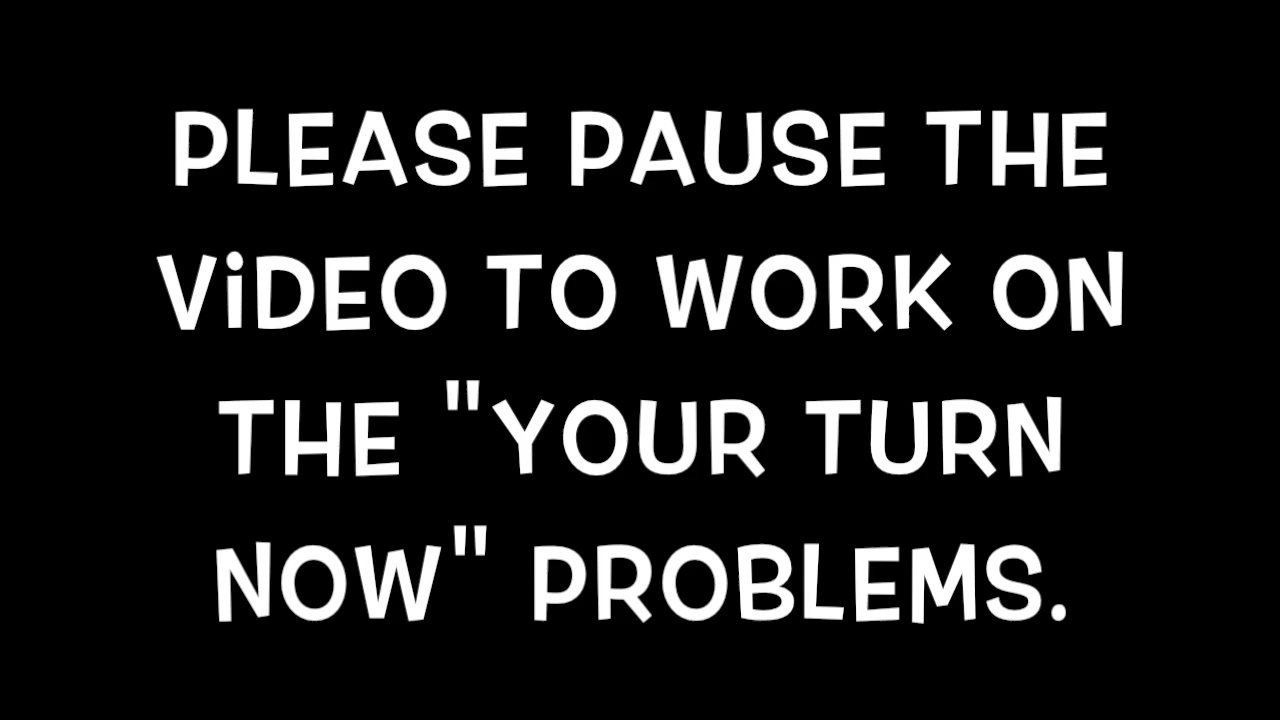 PLEASE PAUSE THE
ViDEO TO WORK ON
THE "YOUR TURN
NOW" PROBLEMS.